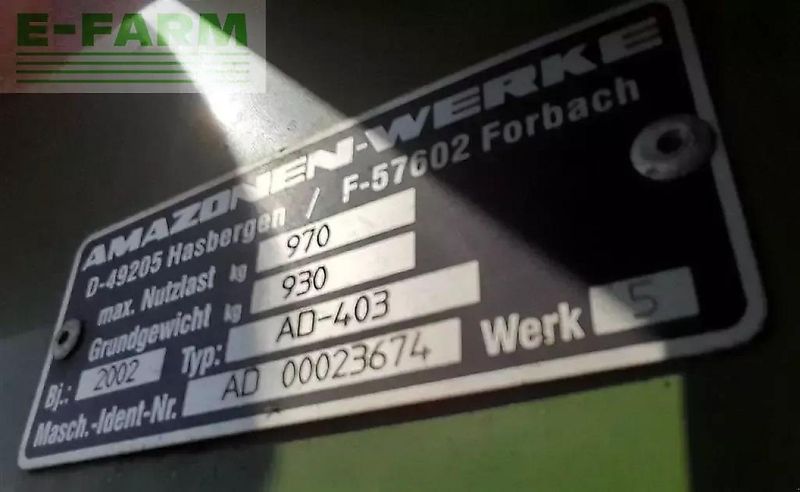 E-FARM
AMAZONEN-WERKE
D-49205 Hasbergen / F-57602 Forbach
max. Nutzlast kg 970
Grundgewicht kg 930
Bj.: 2002 Typ: AD-403
Masch.-Ident-Nr. AD 00023674 Werk 5